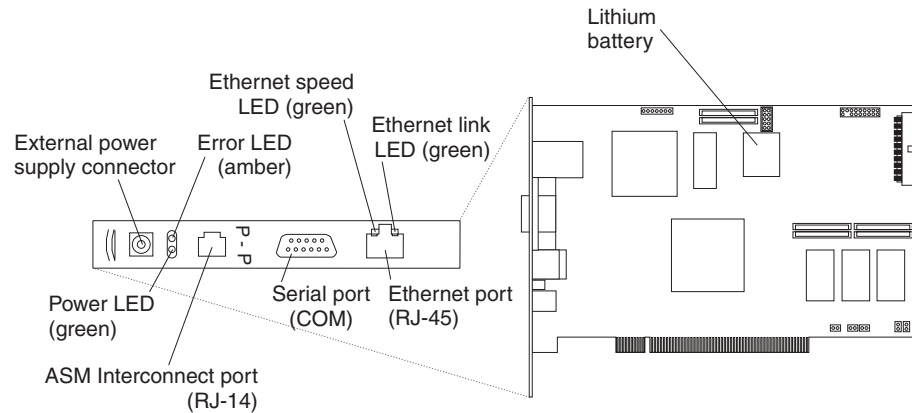 Lithium
battery
Ethernet speed
LED (green)
Ethernet link
LED (green)
External power
supply connector
Error LED
(amber)
P - P
Power LED
(green)
Serial port
(COM)
Ethernet port
(RJ-45)
ASM Interconnect port
(RJ-14)